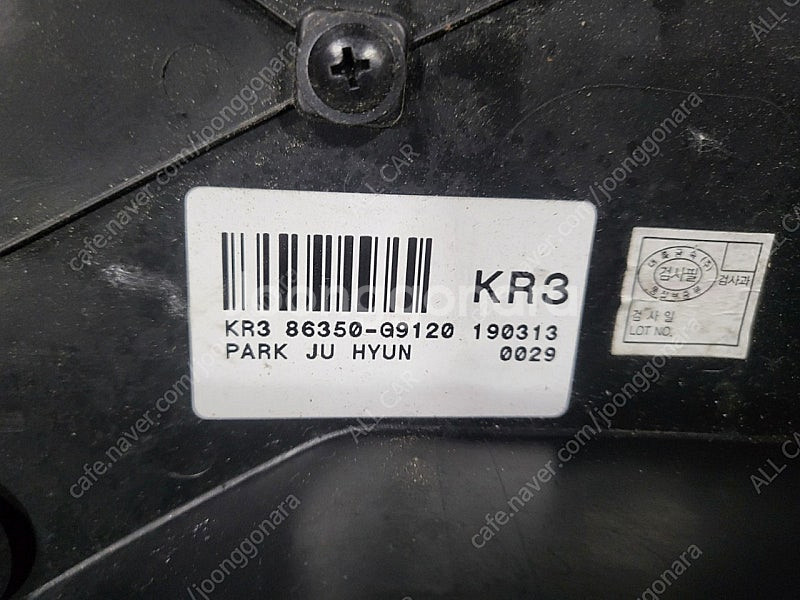 KR3
KR3 86350-G9120 190313
PARK JU HYUN 0029
검사필
검사과
검 사 일
LOT NO.
joonggonara
cafe.naver.com/joonggonara
ALL CAR